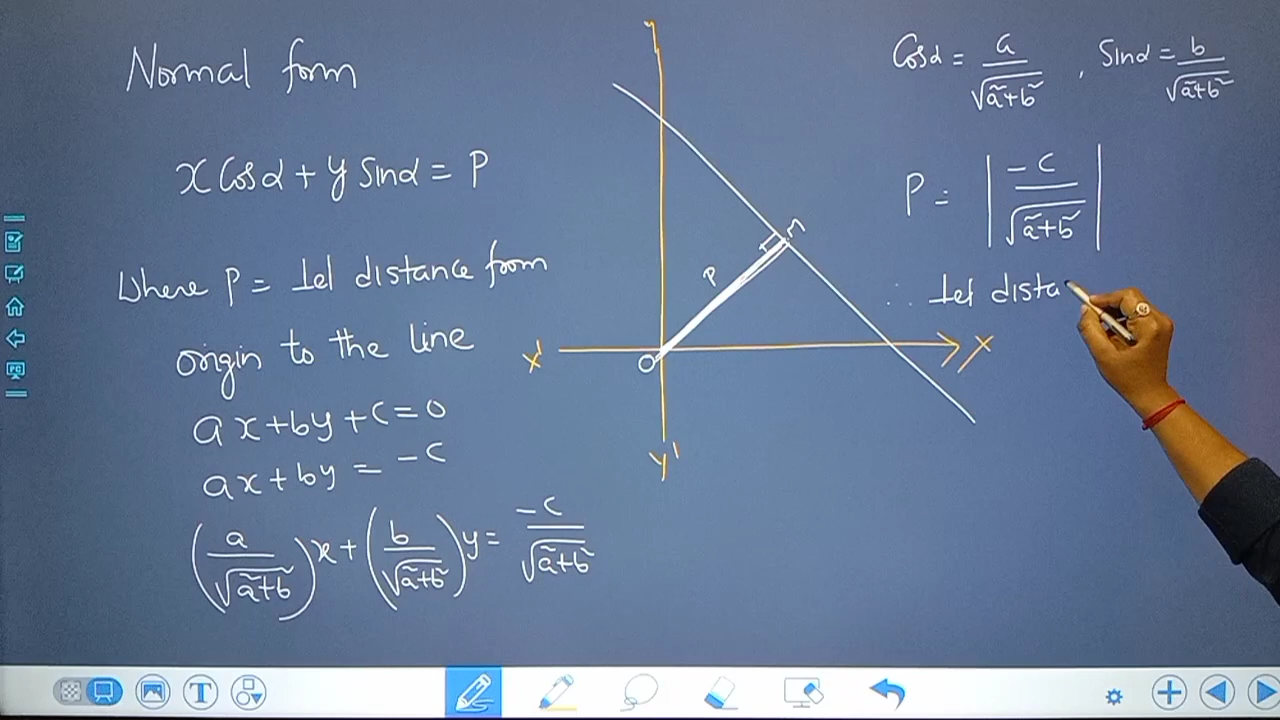 Normal form
x Cosα + y Sinα = P
Where P = ⊥el distance from
origin to the line
ax + by + c = 0
ax + by = -c
(a/√(a²+b²))x + (b/√(a²+b²))y = -c/√(a²+b²)
y
P
O
x'
x
y'
Cosα = a/√(a²+b²) , Sinα = b/√(a²+b²)
P = |-c/√(a²+b²)|
∴ ⊥el dista
T